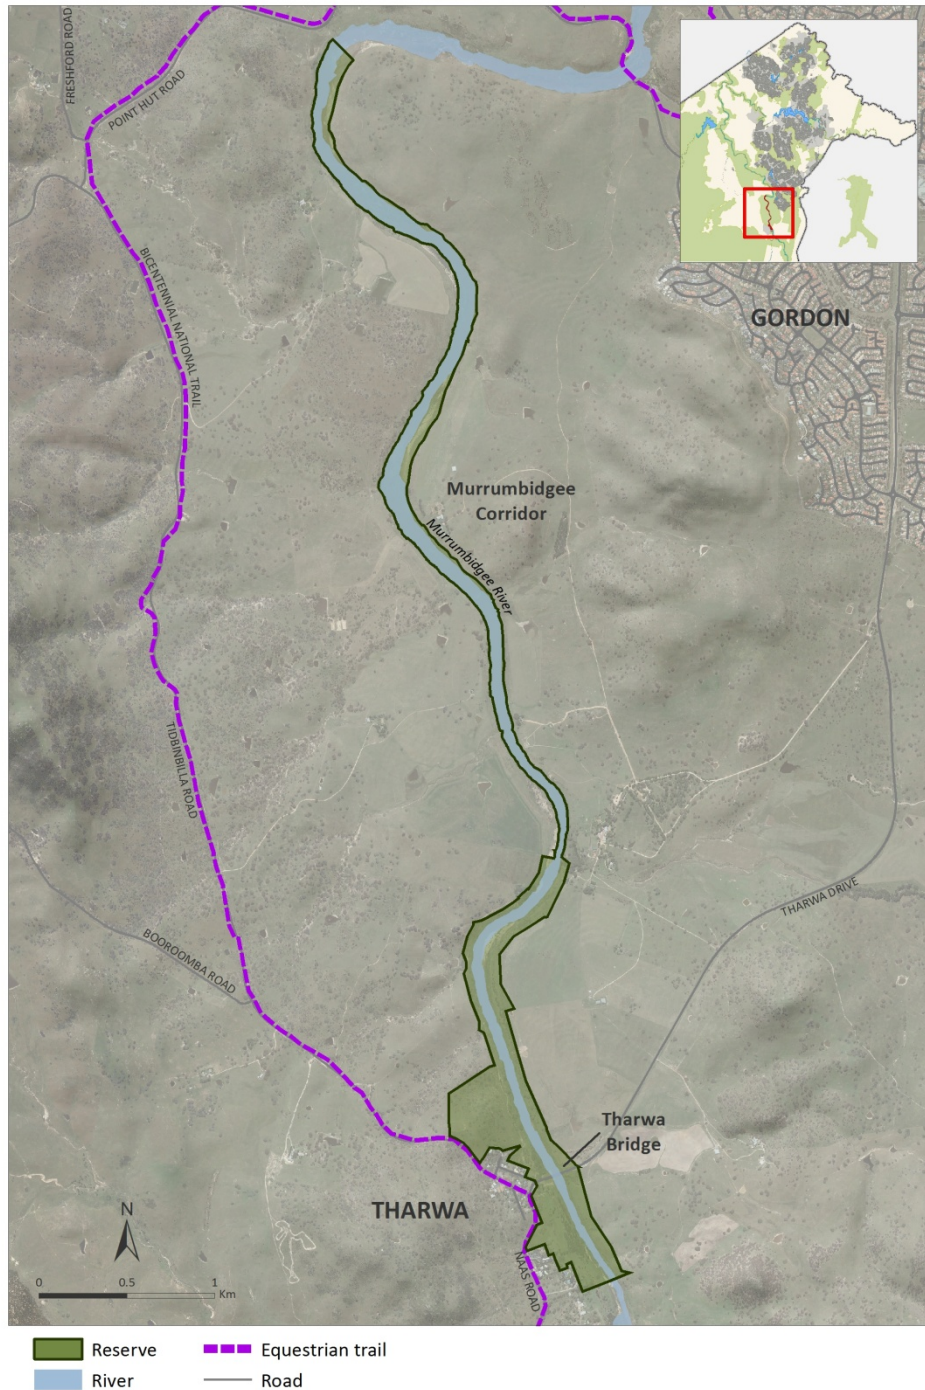 FRESHFORD ROAD
POINT HUT ROAD
BICENTENNIAL NATIONAL TRAIL
GORDON
Murrumbidgee
Corridor
Murrumbidgee River
TIDBINBILLA ROAD
THARWA DRIVE
BOOROOMBA ROAD
Tharwa
Bridge
THARWA
NAAS ROAD
N
0 0.5 1
Km
Reserve
Equestrian trail
River
Road